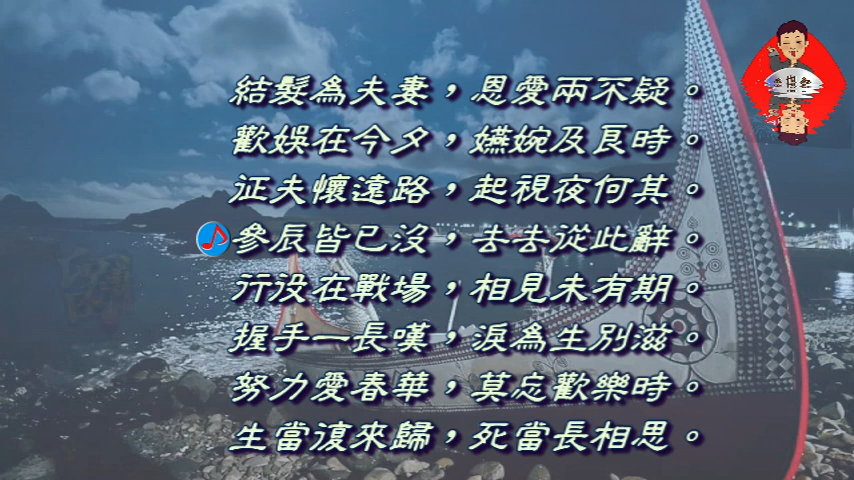 結髮為夫妻，恩愛兩不疑。
歡娛在今夕，嬿婉及良時。
征夫懷遠路，起視夜何其。
參辰皆已沒，去去從此辭。
行役在戰場，相見未有期。
握手一長嘆，淚為生別滋。
努力愛春華，莫忘歡樂時。
生當復來歸，死當長相思。